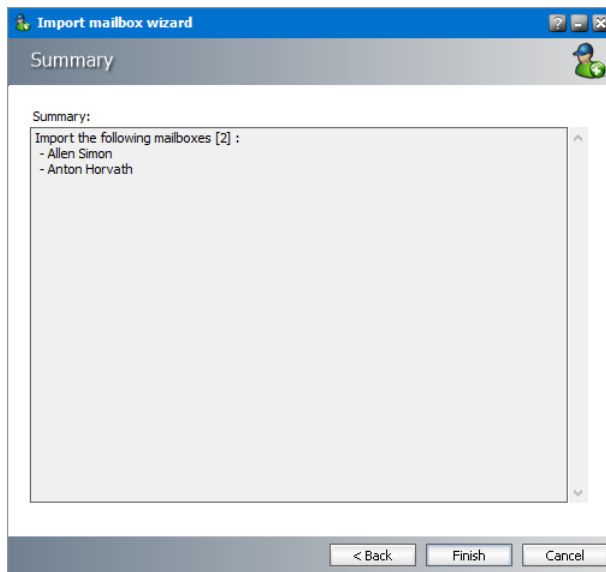 Import mailbox wizard
Summary
Summary:
Import the following mailboxes [2] :
- Allen Simon
- Anton Horvath
< Back
Finish
Cancel